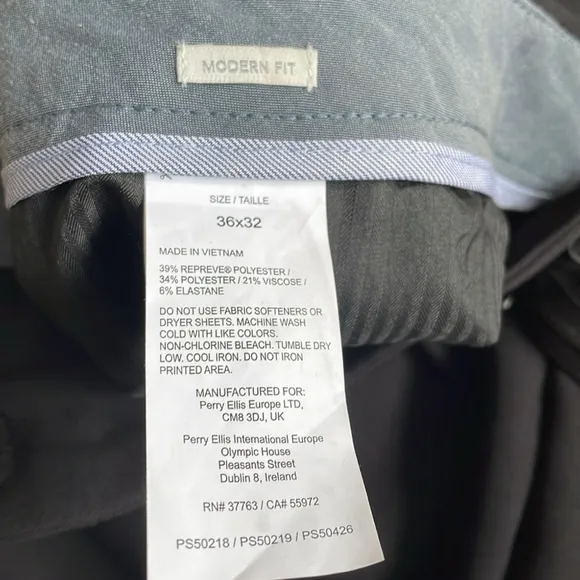 MODERN FIT
SIZE / TAILLE
36x32
MADE IN VIETNAM
39% REPREVE® POLYESTER /
34% POLYESTER / 21% VISCOSE /
6% ELASTANE
DO NOT USE FABRIC SOFTENERS OR
DRYER SHEETS. MACHINE WASH
COLD WITH LIKE COLORS.
NON-CHLORINE BLEACH. TUMBLE DRY
LOW. COOL IRON. DO NOT IRON
PRINTED AREA.
MANUFACTURED FOR:
Perry Ellis Europe LTD,
CM8 3DJ, UK
Perry Ellis International Europe
Olympic House
Pleasants Street
Dublin 8, Ireland
RN# 37763 / CA# 55972
PS50218 / PS50219 / PS50426